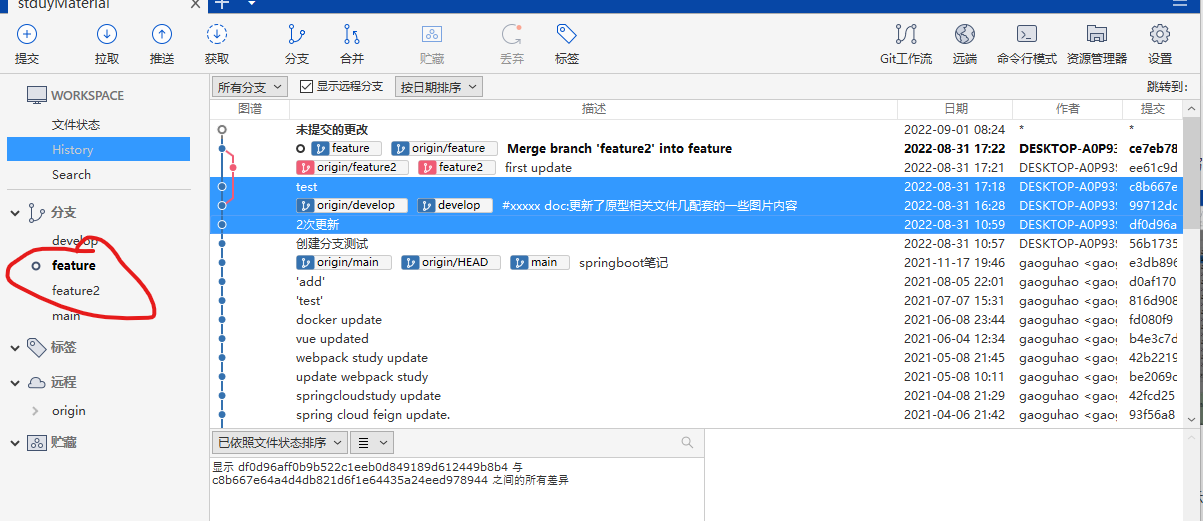 stduyMaterial
提交 拉取 推送 获取 分支 合并 贮藏 丢弃 标签 Git工作流 远端 命令行模式 资源管理器 设置
WORKSPACE
文件状态
History
Search
分支
develop
feature
feature2
main
标签
远程
origin
贮藏
所有分支 显示远程分支 按日期排序 跳转到:
图谱 描述 日期 作者 提交
未提交的更改 2022-09-01 08:24 * *
feature origin/feature Merge branch 'feature2' into feature 2022-08-31 17:22 DESKTOP-A0P93 ce7eb78
origin/feature2 feature2 first update 2022-08-31 17:21 DESKTOP-A0P93 ee61c9d
test 2022-08-31 17:18 DESKTOP-A0P93 c8b667e
origin/develop develop #xxxxx doc:更新了原型相关文件几配套的一些图片内容 2022-08-31 16:28 DESKTOP-A0P93 99712dc
2次更新 2022-08-31 10:59 DESKTOP-A0P93 df0d96a
创建分支测试 2022-08-31 10:57 DESKTOP-A0P93 56b1735
origin/main origin/HEAD main springboot笔记 2021-11-17 19:46 gaoguhao <gaog e3db896
'add' 2021-08-05 22:01 gaoguhao <gaog d0af170
'test' 2021-07-07 15:31 gaoguhao <gaog 816d908
docker update 2021-06-08 23:44 gaoguhao <gaog fd080f9
vue updated 2021-06-04 12:34 gaoguhao <gaog b4e3c7d
webpack study update 2021-05-08 21:45 gaoguhao <gaog 42b2219
update webpack study 2021-05-08 10:11 gaoguhao <gaog be2069c
springcloudstudy update 2021-04-08 21:29 gaoguhao <gaog 42fcd25
spring cloud feign update. 2021-04-06 21:42 gaoguhao <gaog 93f56a8
已依照文件状态排序
显示 df0d96aff0b9b522c1eeb0d849189d612449b8b4 与
c8b667e64a4d4db821d6f1e64435a24eed978944 之间的所有差异